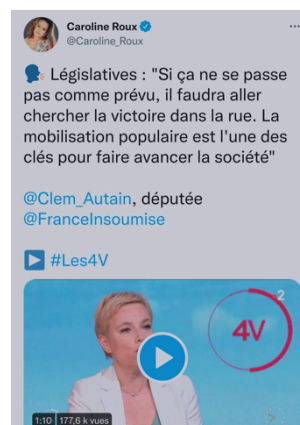 Caroline Roux
@Caroline_Roux
Législatives : "Si ça ne se passe
pas comme prévu, il faudra aller
chercher la victoire dans la rue. La
mobilisation populaire est l'une des
clés pour faire avancer la société"
@Clem_Autain, députée
@FranceInsoumise
#Les4V
2
4V
1:10 177,6 k vues